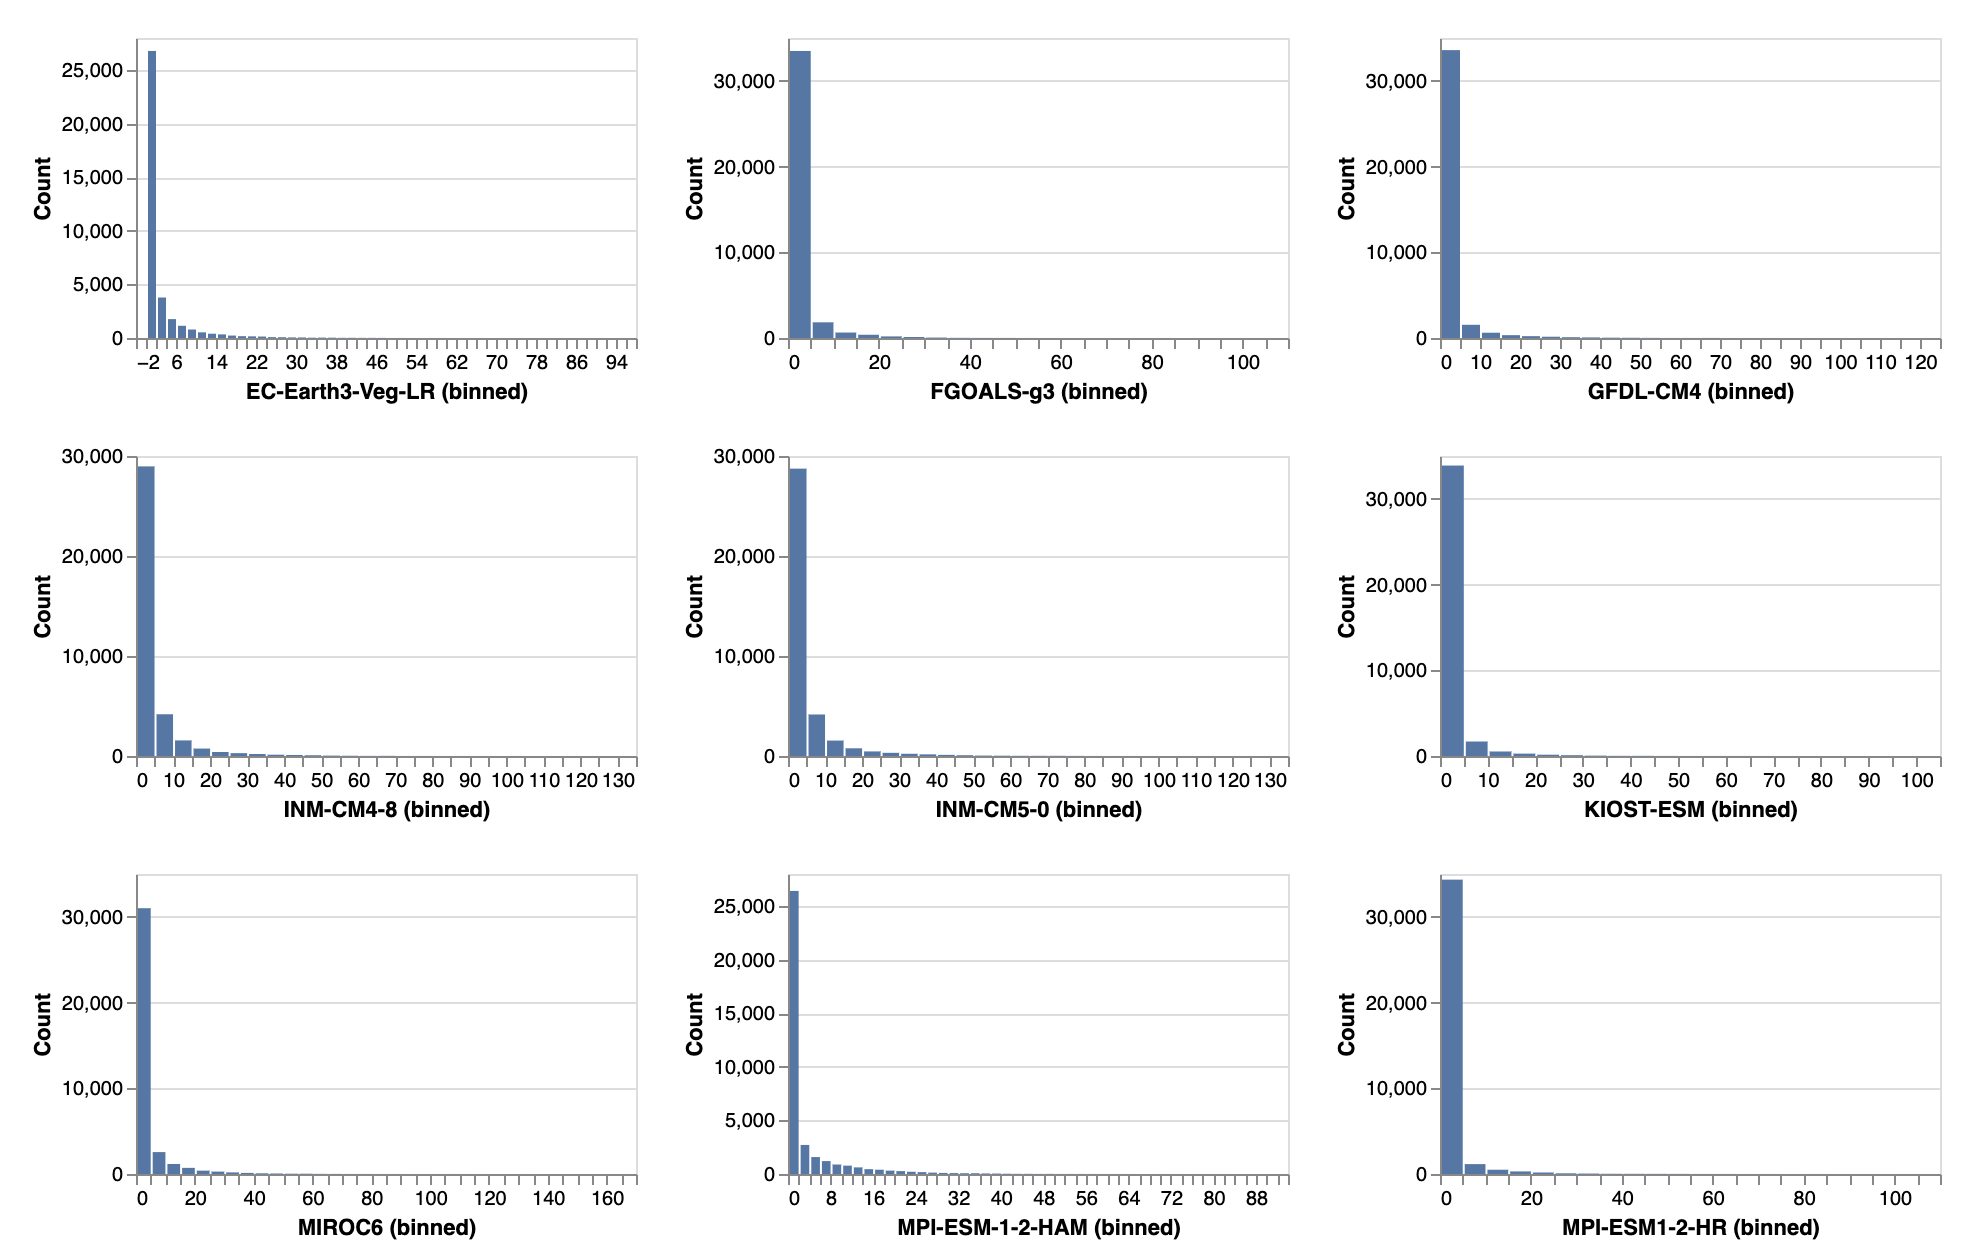 25,000
20,000
15,000
10,000
5,000
0
Count
−2 6 14 22 30 38 46 54 62 70 78 86 94
EC-Earth3-Veg-LR (binned)
30,000
20,000
10,000
0
Count
0 20 40 60 80 100
FGOALS-g3 (binned)
30,000
20,000
10,000
0
Count
0 10 20 30 40 50 60 70 80 90 100 110 120
GFDL-CM4 (binned)
30,000
20,000
10,000
0
Count
0 10 20 30 40 50 60 70 80 90 100 110 120 130
INM-CM4-8 (binned)
30,000
20,000
10,000
0
Count
0 10 20 30 40 50 60 70 80 90 100 110 120 130
INM-CM5-0 (binned)
30,000
20,000
10,000
0
Count
0 10 20 30 40 50 60 70 80 90 100
KIOST-ESM (binned)
30,000
20,000
10,000
0
Count
0 20 40 60 80 100 120 140 160
MIROC6 (binned)
25,000
20,000
15,000
10,000
5,000
0
Count
0 8 16 24 32 40 48 56 64 72 80 88
MPI-ESM-1-2-HAM (binned)
30,000
20,000
10,000
0
Count
0 20 40 60 80 100
MPI-ESM1-2-HR (binned)